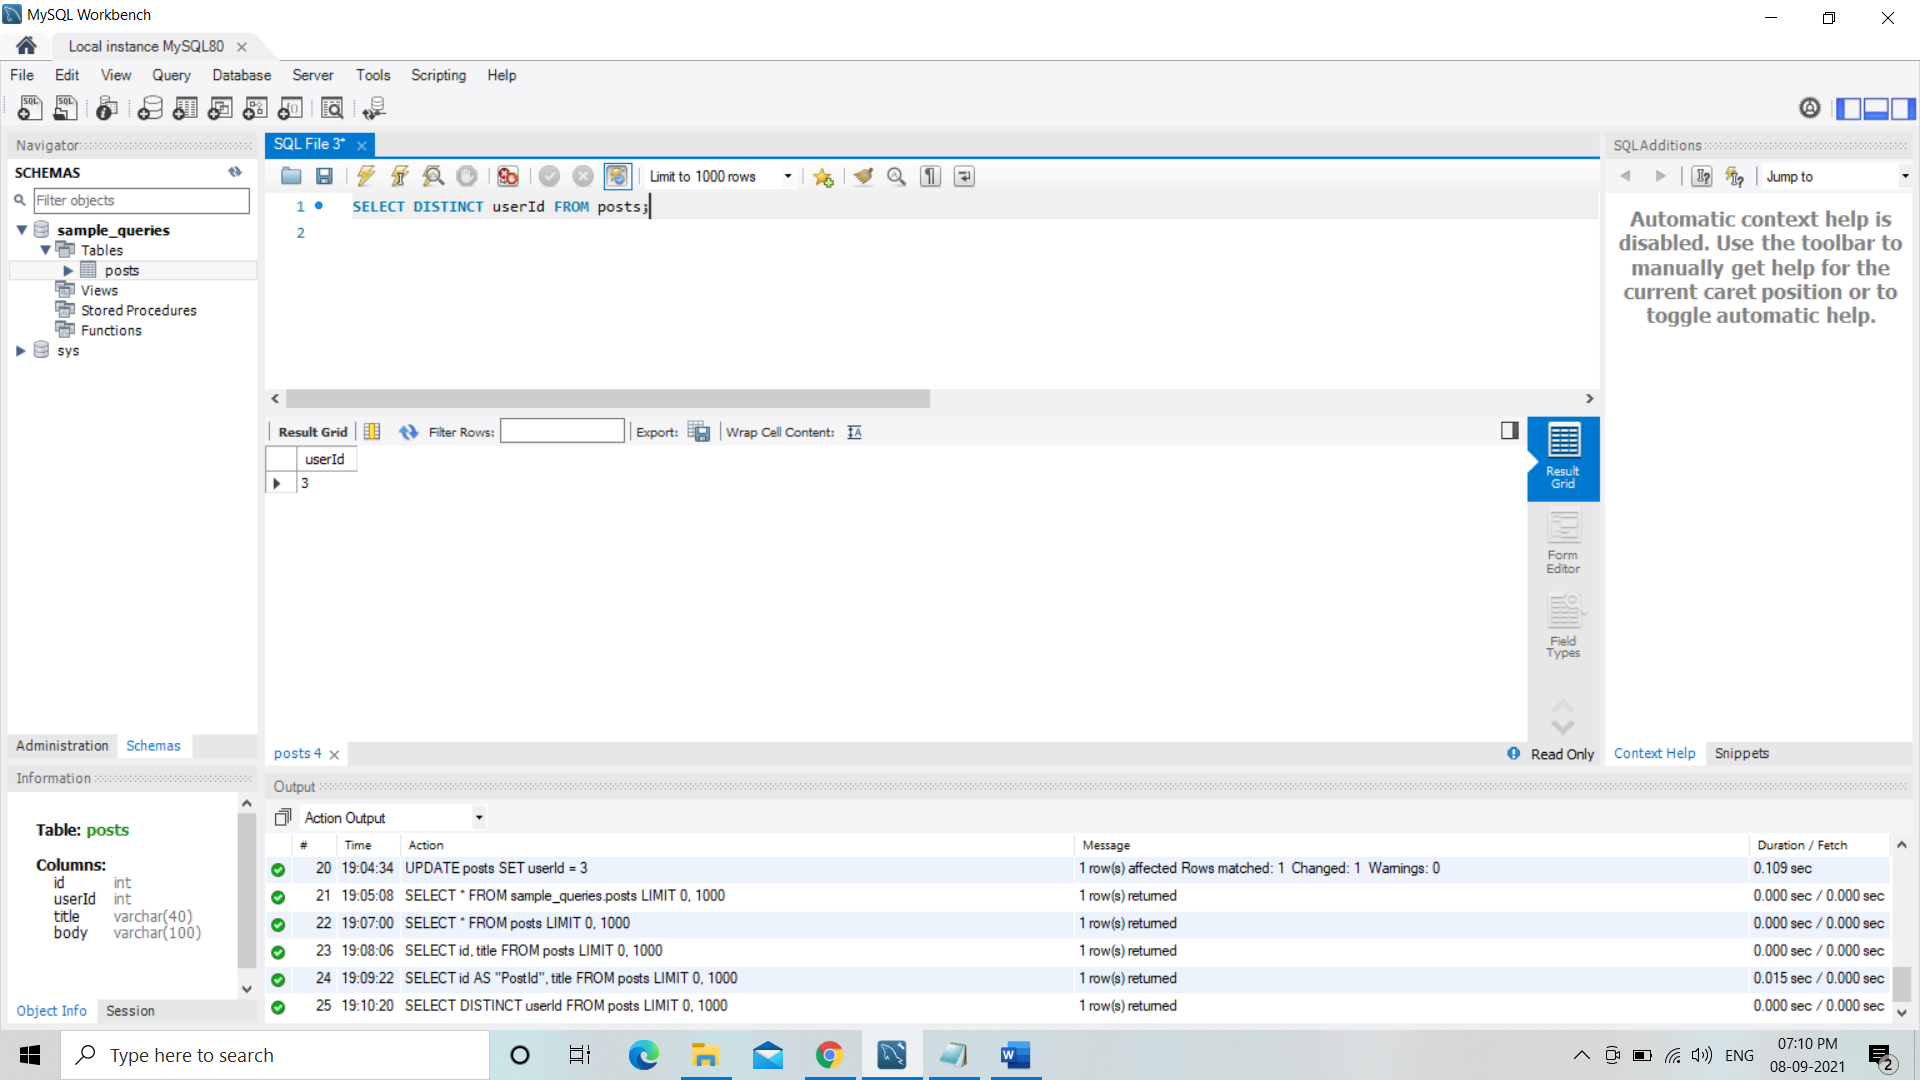 MySQL Workbench
Local instance MySQL80
File Edit View Query Database Server Tools Scripting Help
Navigator
SCHEMAS
Filter objects
sample_queries
Tables
posts
Views
Stored Procedures
Functions
sys
Administration Schemas
Information
Table: posts
Columns:
id int
userId int
title varchar(40)
body varchar(100)
Object Info Session
SQL File 3*
Limit to 1000 rows
1 SELECT DISTINCT userId FROM posts;
2
Result Grid Filter Rows: Export: Wrap Cell Content:
userId
3
Result Grid
Form Editor
Field Types
posts 4
Read Only
SQLAdditions
Jump to
Automatic context help is
disabled. Use the toolbar to
manually get help for the
current caret position or to
toggle automatic help.
Context Help Snippets
Output
Action Output
# Time Action Message Duration / Fetch
20 19:04:34 UPDATE posts SET userId = 3 1 row(s) affected Rows matched: 1 Changed: 1 Warnings: 0 0.109 sec
21 19:05:08 SELECT * FROM sample_queries.posts LIMIT 0, 1000 1 row(s) returned 0.000 sec / 0.000 sec
22 19:07:00 SELECT * FROM posts LIMIT 0, 1000 1 row(s) returned 0.000 sec / 0.000 sec
23 19:08:06 SELECT id, title FROM posts LIMIT 0, 1000 1 row(s) returned 0.000 sec / 0.000 sec
24 19:09:22 SELECT id AS "PostId", title FROM posts LIMIT 0, 1000 1 row(s) returned 0.015 sec / 0.000 sec
25 19:10:20 SELECT DISTINCT userId FROM posts LIMIT 0, 1000 1 row(s) returned 0.000 sec / 0.000 sec
Type here to search
ENG
07:10 PM
08-09-2021
2